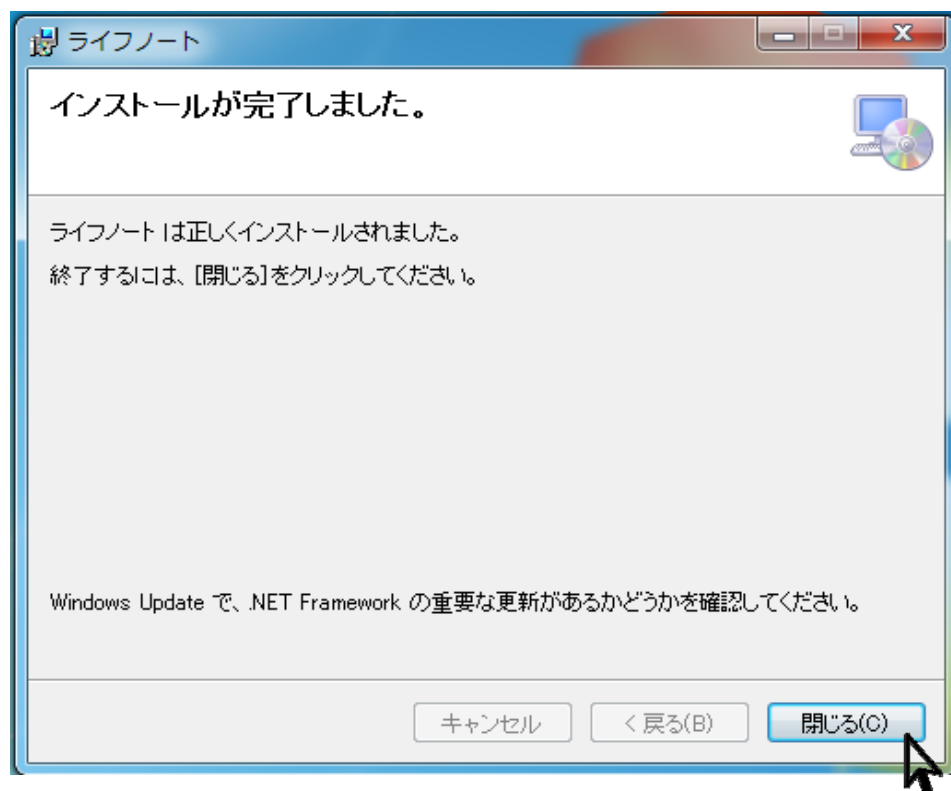 ライフノート
インストールが完了しました。
ライフノート は正しくインストールされました。
終了するには、[閉じる]をクリックしてください。
Windows Update で、.NET Framework の重要な更新があるかどうかを確認してください。
キャンセル
< 戻る(B)
閉じる(C)